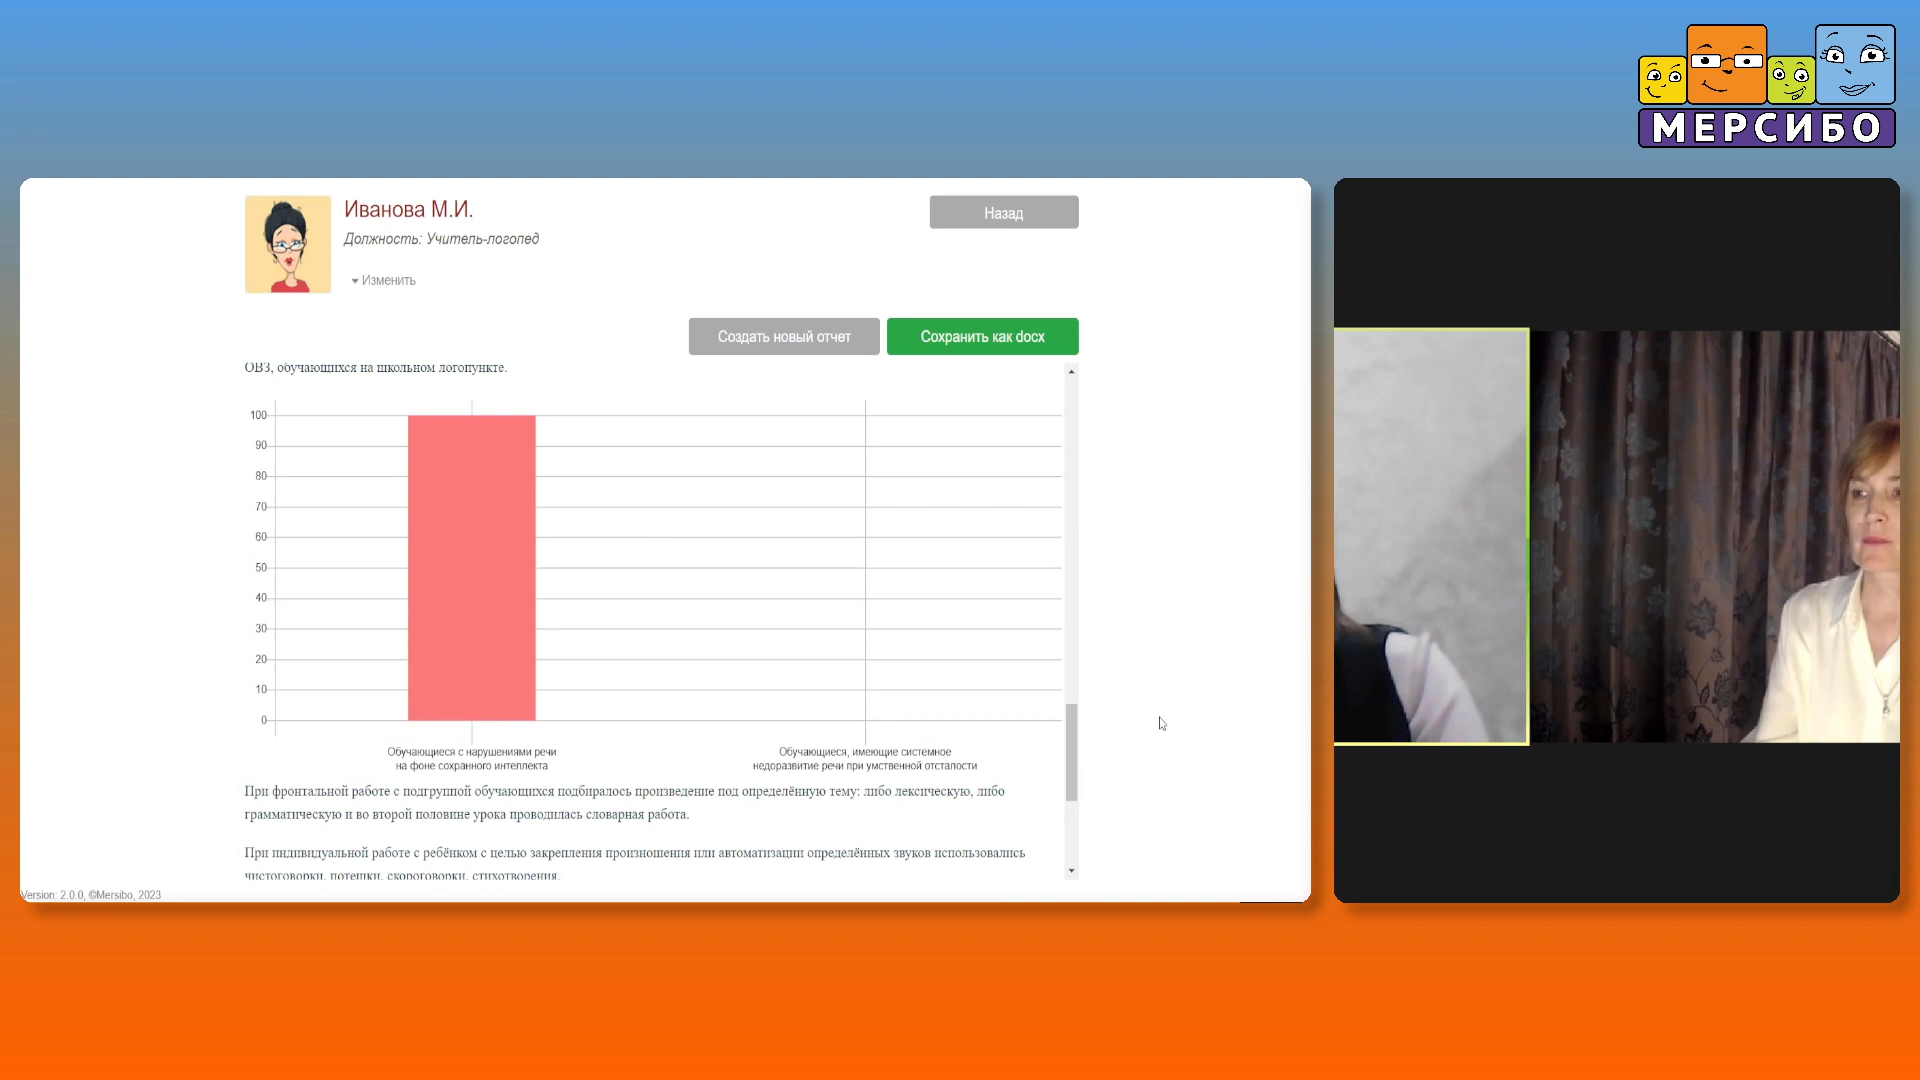 МЕРСИБО
Иванова М.И.
Должность: Учитель-логопед
Изменить
Назад
Создать новый отчет
Сохранить как docx
ОВЗ, обучающихся на школьном логопункте.
100
90
80
70
60
50
40
30
20
10
0
Обучающиеся с нарушениями речи
на фоне сохранного интеллекта
Обучающиеся, имеющие системное
недоразвитие речи при умственной отсталости
При фронтальной работе с подгруппой обучающихся подбиралось произведение под определённую тему: либо лексическую, либо
грамматическую и во второй половине урока проводилась словарная работа.
При индивидуальной работе с ребёнком с целью закрепления произношения или автоматизации определённых звуков использовались
чистоговорки, потешки, скороговорки, стихотворения.
Version: 2.0.0, ©Mersibo, 2023